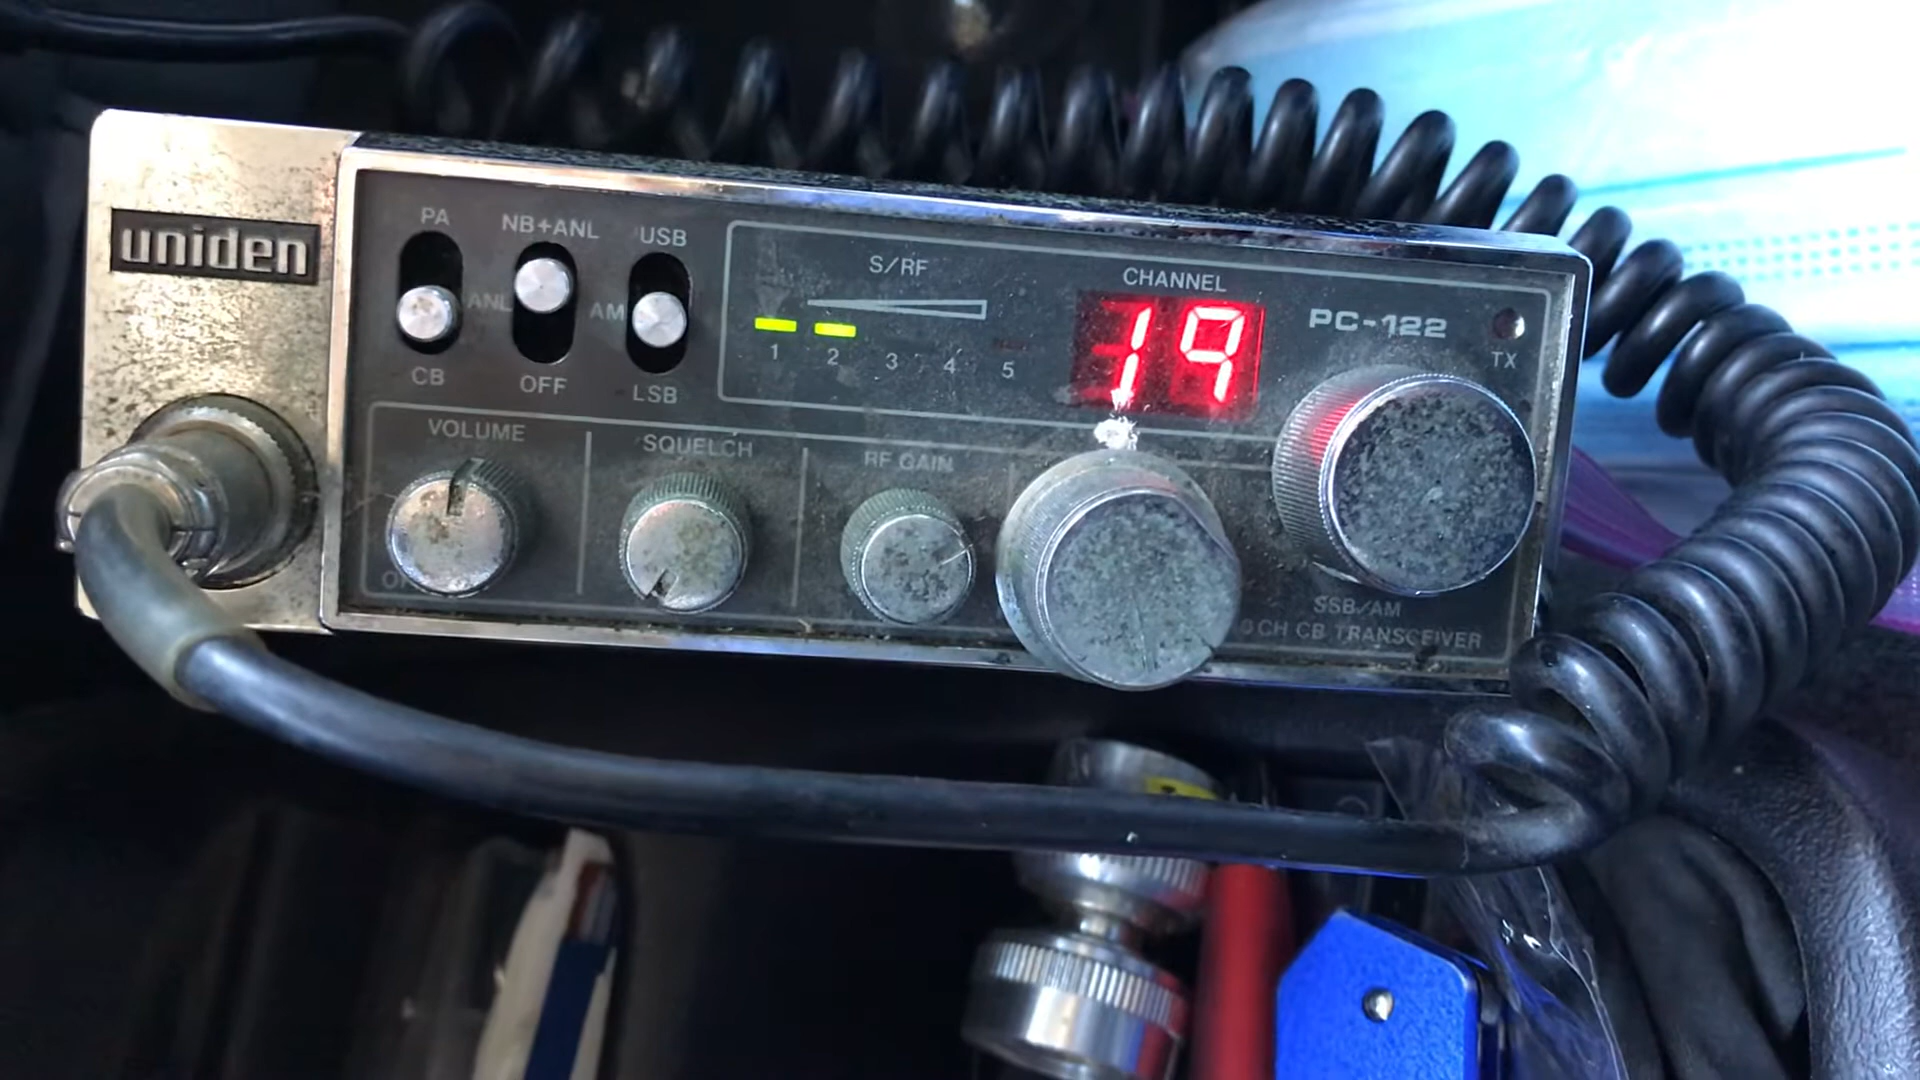 uniden
PA
NB+ANL
USB
ANL
AM
CB
OFF
LSB
S/RF
1 2 3 4 5
CHANNEL
19
PC-122
TX
VOLUME
SQUELCH
RF GAIN
SSB/AM
CH CB TRANSCEIVER